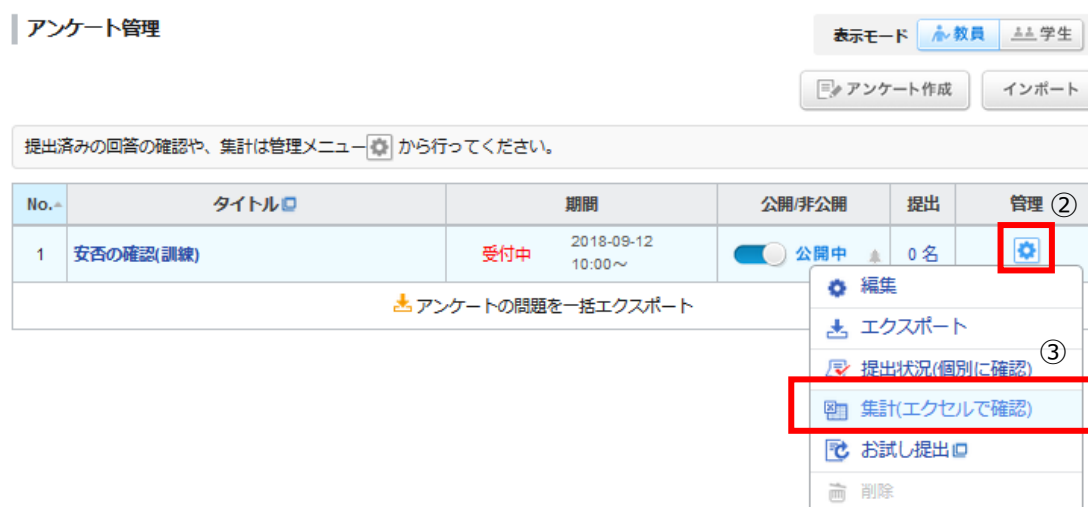 アンケート管理
表示モード 教員 学生
アンケート作成 インポート
提出済みの回答の確認や、集計は管理メニュー から行ってください。
No. タイトル 期間 公開/非公開 提出 管理 ②
1 安否の確認(訓練) 受付中 2018-09-12 10:00～ 公開中 0 名
アンケートの問題を一括エクスポート
編集
エクスポート
③
提出状況(個別に確認)
集計(エクセルで確認)
お試し提出
削除